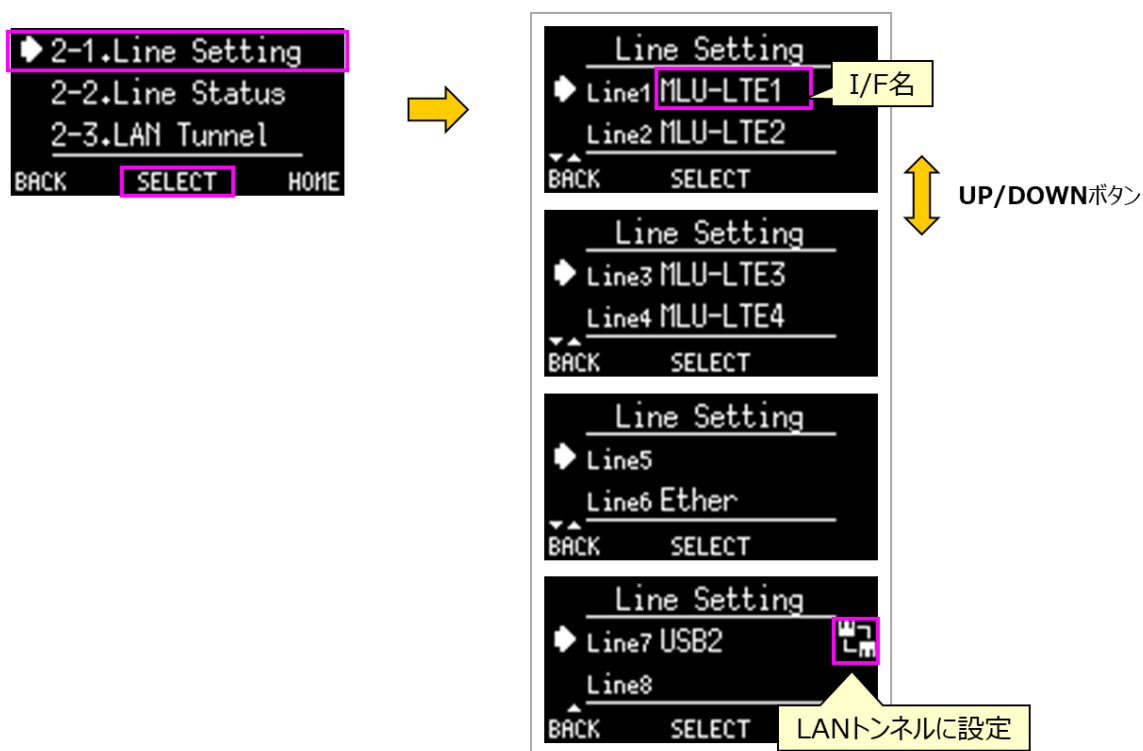 2-1.Line Setting
2-2.Line Status
2-3.LAN Tunnel
BACK SELECT HOME
Line Setting
Line1 MLU-LTE1
I/F名
Line2 MLU-LTE2
BACK SELECT
UP/DOWNボタン
Line Setting
Line3 MLU-LTE3
Line4 MLU-LTE4
BACK SELECT
Line Setting
Line5
Line6 Ether
BACK SELECT
Line Setting
Line7 USB2
Line8
BACK SELECT
LANトンネルに設定